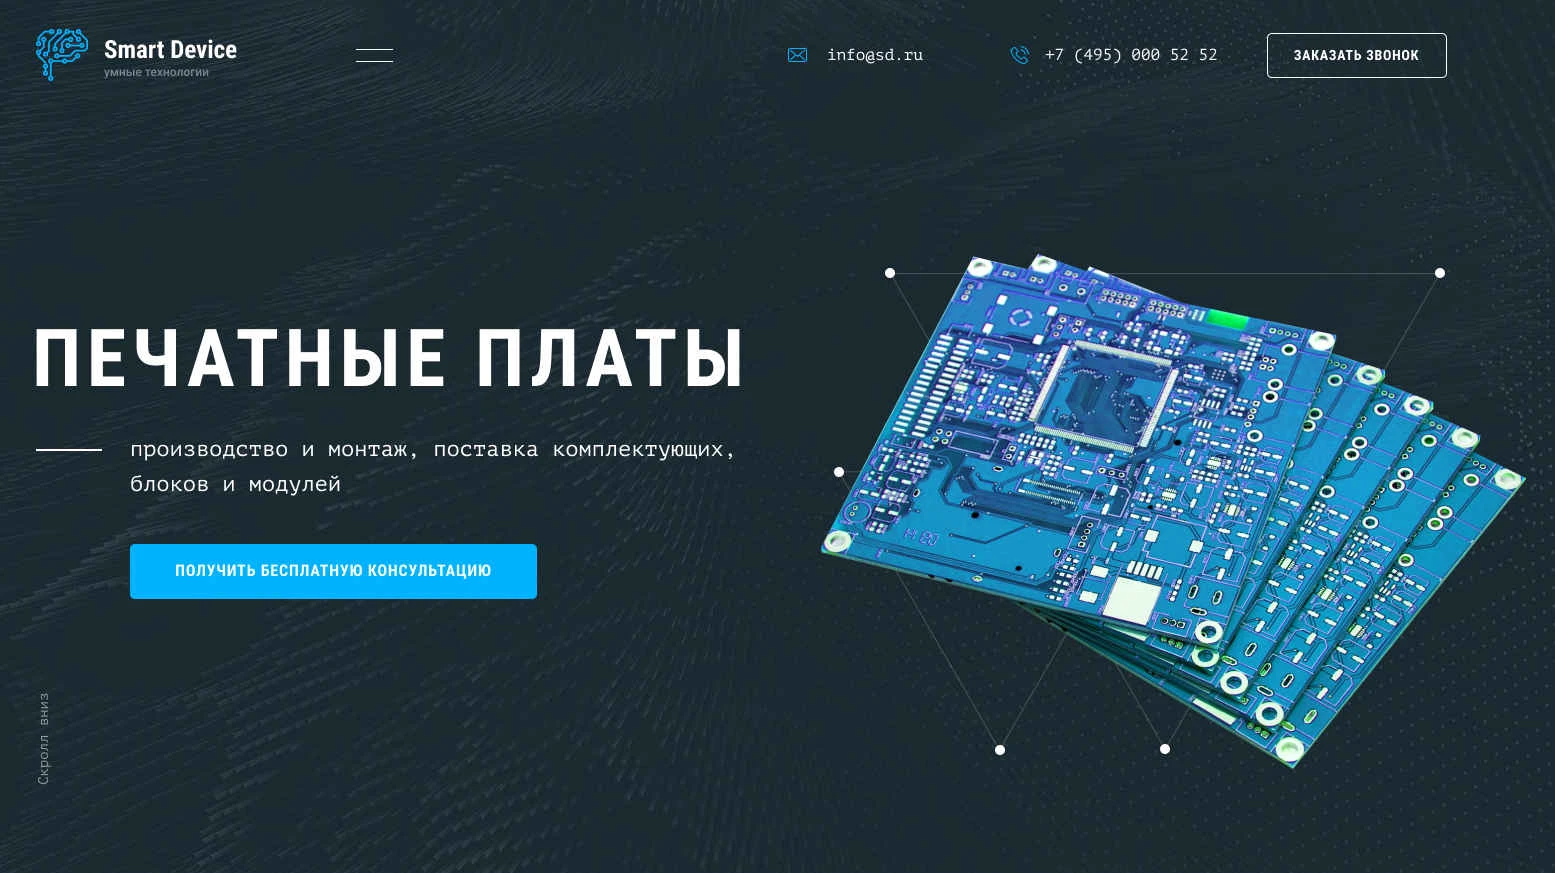 Smart Device
умные технологии
info@sd.ru
+7 (495) 000 52 52
ЗАКАЗАТЬ ЗВОНОК
ПЕЧАТНЫЕ ПЛАТЫ
производство и монтаж, поставка комплектующих,
блоков и модулей
ПОЛУЧИТЬ БЕСПЛАТНУЮ КОНСУЛЬТАЦИЮ
Скролл вниз